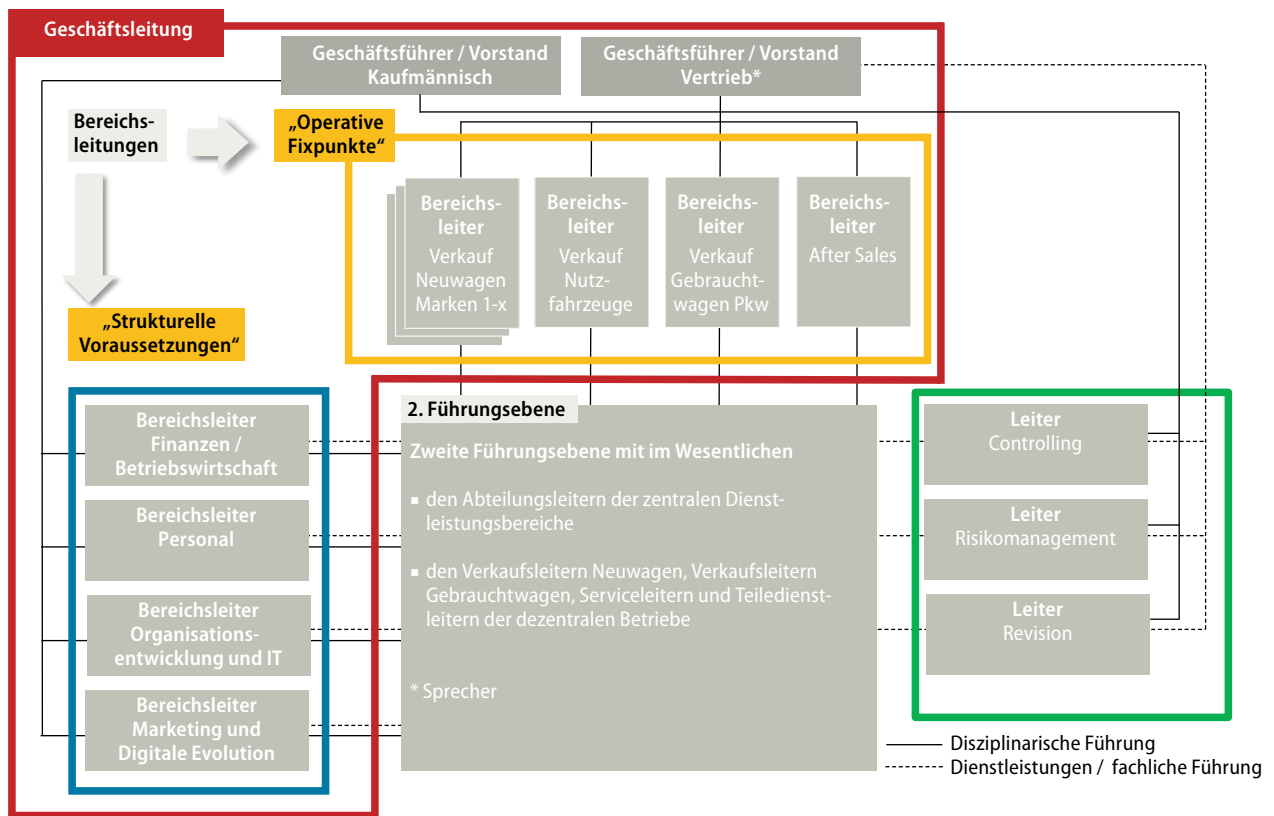 Geschäftsleitung
Geschäftsführer / Vorstand
Kaufmännisch
Geschäftsführer / Vorstand
Vertrieb*
Bereichs-
leitungen
„Operative
Fixpunkte“
Bereichs-
leiter
Verkauf
Neuwagen
Marken 1-x
Bereichs-
leiter
Verkauf
Nutz-
fahrzeuge
Bereichs-
leiter
Verkauf
Gebraucht-
wagen Pkw
Bereichs-
leiter
After Sales
„Strukturelle
Voraussetzungen“
Bereichsleiter
Finanzen /
Betriebswirtschaft
Bereichsleiter
Personal
Bereichsleiter
Organisations-
entwicklung und IT
Bereichsleiter
Marketing und
Digitale Evolution
2. Führungsebene
Zweite Führungsebene mit im Wesentlichen
▪ den Abteilungsleitern der zentralen Dienst-
leistungsbereiche
▪ den Verkaufsleitern Neuwagen, Verkaufsleitern
Gebrauchtwagen, Serviceleitern und Teiledienst-
leitern der dezentralen Betriebe
* Sprecher
Leiter
Controlling
Leiter
Risikomanagement
Leiter
Revision
Disziplinarische Führung
Dienstleistungen / fachliche Führung